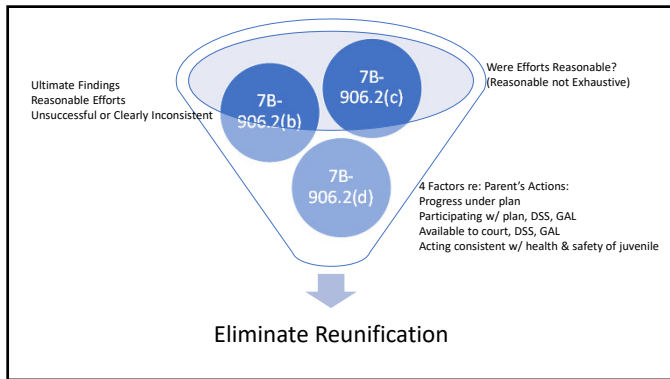 Ultimate Findings
Reasonable Efforts
Unsuccessful or Clearly Inconsistent
7B-
906.2(b)
7B-
906.2(c)
Were Efforts Reasonable?
(Reasonable not Exhaustive)
7B-
906.2(d)
4 Factors re: Parent's Actions:
Progress under plan
Participating w/ plan, DSS, GAL
Available to court, DSS, GAL
Acting consistent w/ health & safety of juvenile
Eliminate Reunification